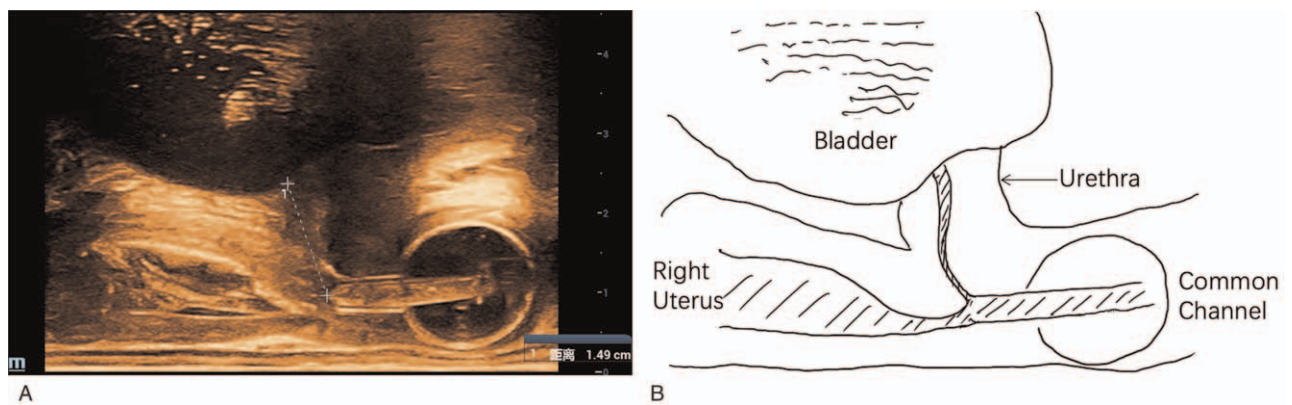 4
3
2
1
0
m
1 距离 1.49 cm
A
Bladder
Urethra
Right
Uterus
Common
Channel
B